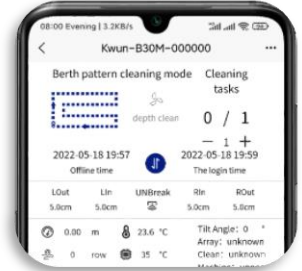 08:00 Evening | 3.2KB/s
Kwun-B30M-000000
Berth pattern cleaning mode
Cleaning tasks
depth clean
0 / 1
— 1 +
2022-05-18 19:57
Offline time
2022-05-18 19:59
The login time
LOut LIn UNBreak RIn ROut
5.0cm 5.0cm 5.0cm 5.0cm
0.00 m 23.6 ℃ Tilt Angle: 0 °
Array: unknown
0 row 35 ℃ Clean: unknown